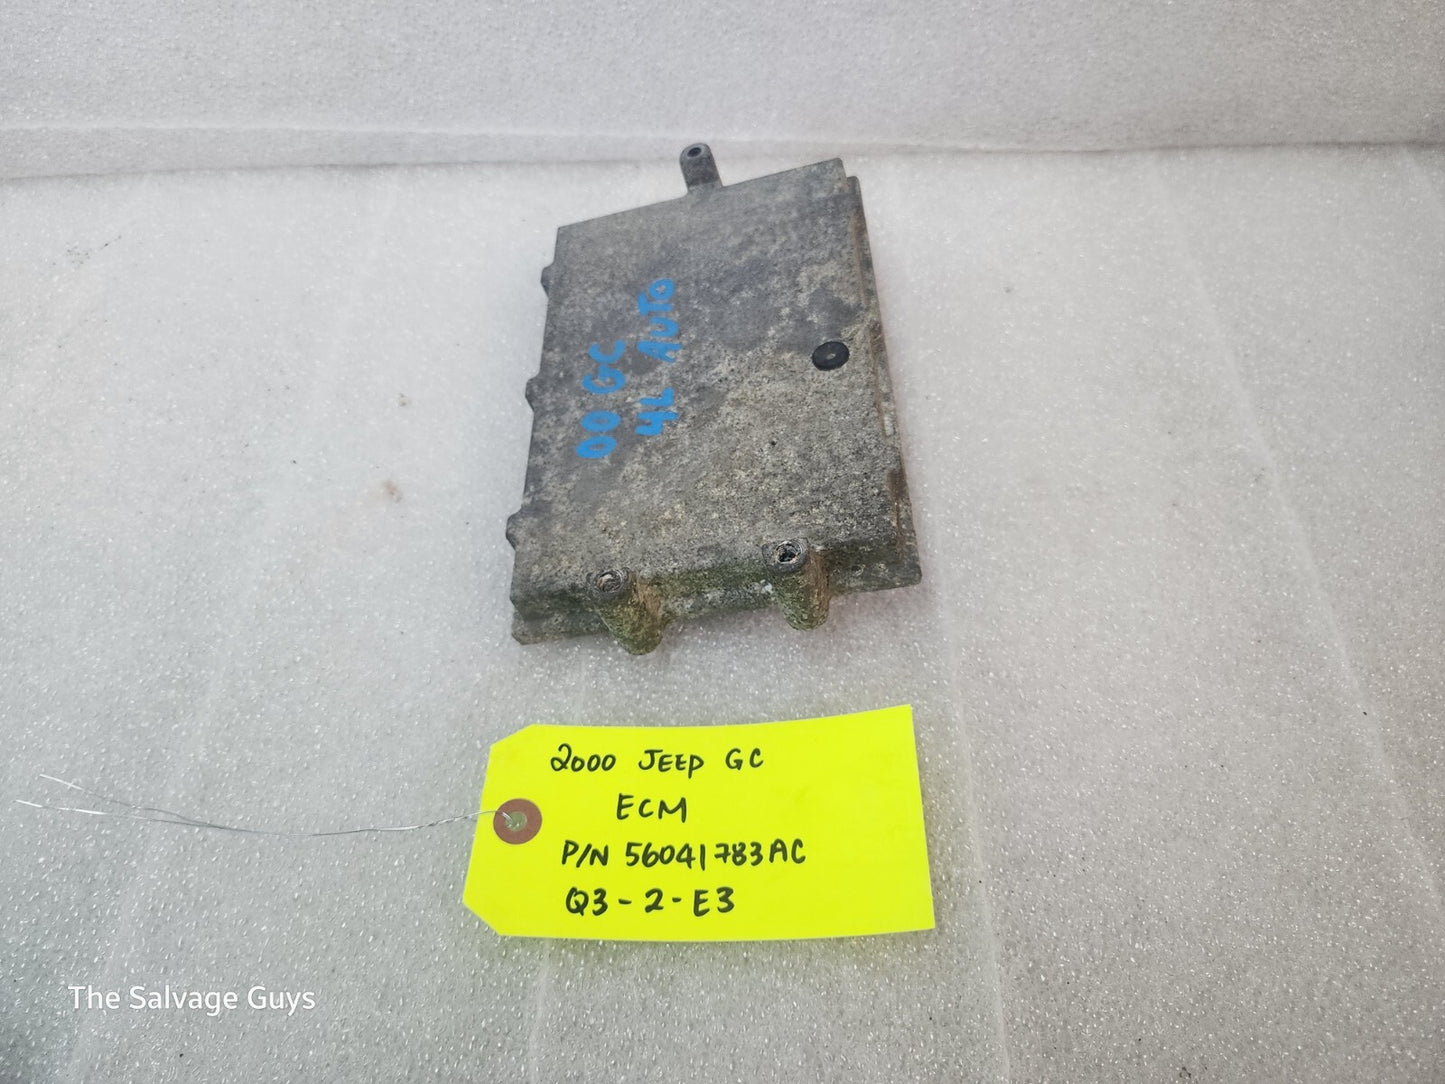 00 GC
4L AUTO
2000 JEEP GC
ECM
P/N 56041783AC
Q3-2-E3
The Salvage Guys